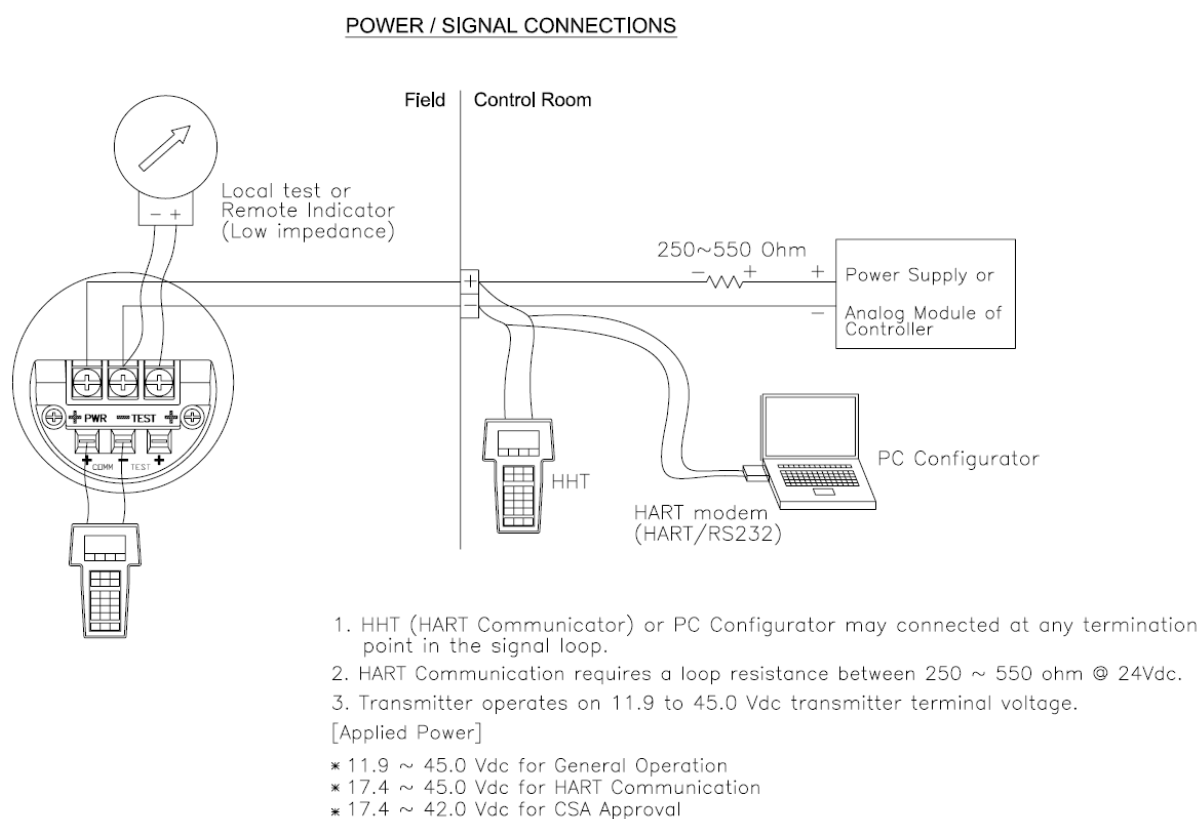 POWER / SIGNAL CONNECTIONS
Field
Control Room
Local test or
Remote Indicator
(Low impedance)
- +
250~550 Ohm
- +
+
-
+
-
Power Supply or
Analog Module of
Controller
+ PWR - TEST +
+ COMM - TEST +
HHT
PC Configurator
HART modem
(HART/RS232)
1. HHT (HART Communicator) or PC Configurator may connected at any termination
point in the signal loop.
2. HART Communication requires a loop resistance between 250 ~ 550 ohm @ 24Vdc.
3. Transmitter operates on 11.9 to 45.0 Vdc transmitter terminal voltage.
[Applied Power]
* 11.9 ~ 45.0 Vdc for General Operation
* 17.4 ~ 45.0 Vdc for HART Communication
* 17.4 ~ 42.0 Vdc for CSA Approval